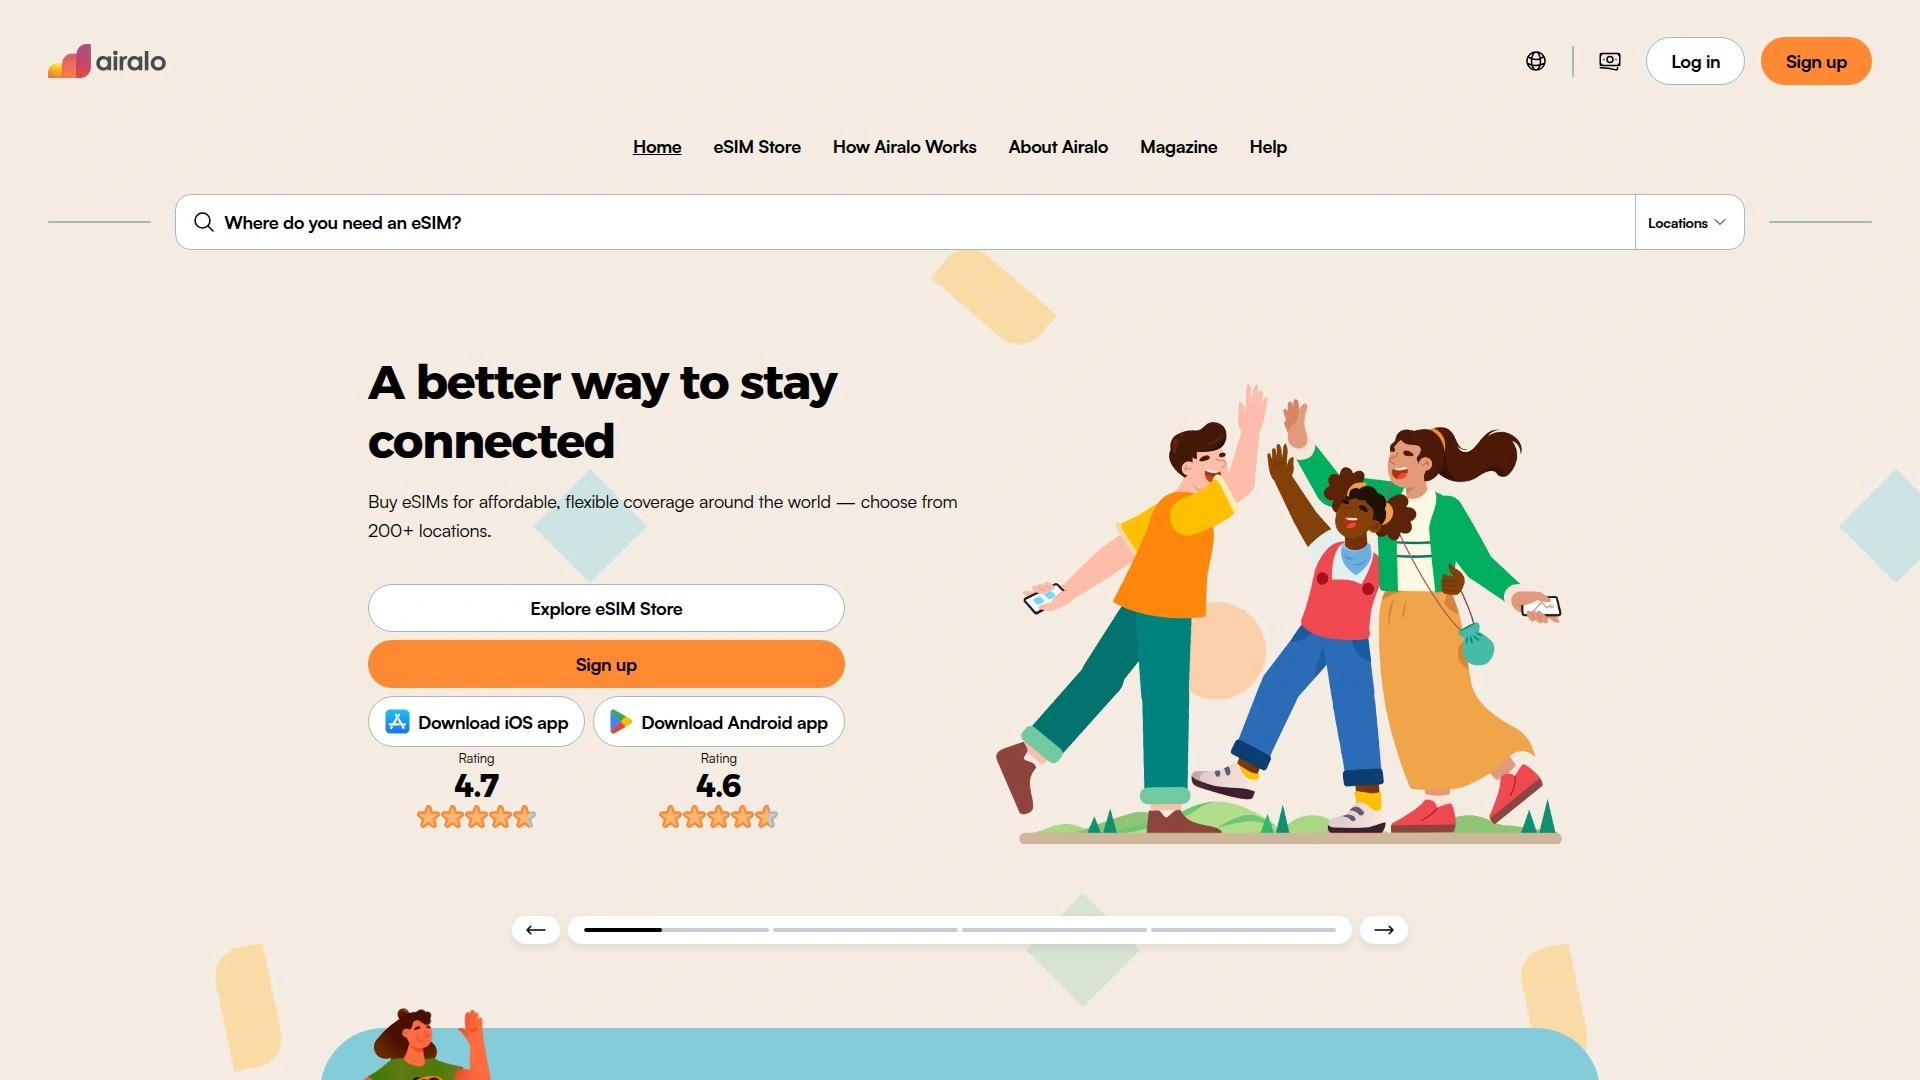 airalo
Log in
Sign up
Home
eSIM Store
How Airalo Works
About Airalo
Magazine
Help
Where do you need an eSIM?
Locations
A better way to stay
connected
Buy eSIMs for affordable, flexible coverage around the world — choose from
200+ locations.
Explore eSIM Store
Sign up
Download iOS app
Download Android app
Rating
4.7
Rating
4.6